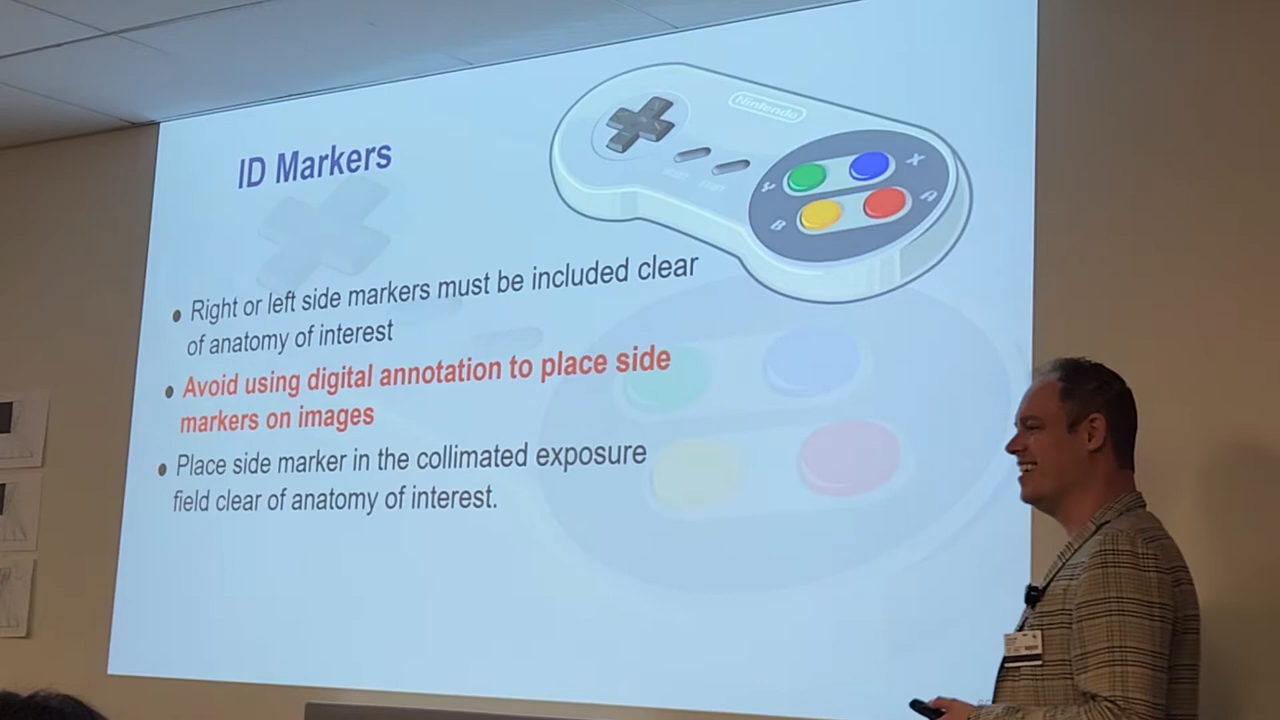 ID Markers
Nintendo
Y
X
B
A
Right or left side markers must be included clear
of anatomy of interest
Avoid using digital annotation to place side
markers on images
Place side marker in the collimated exposure
field clear of anatomy of interest.